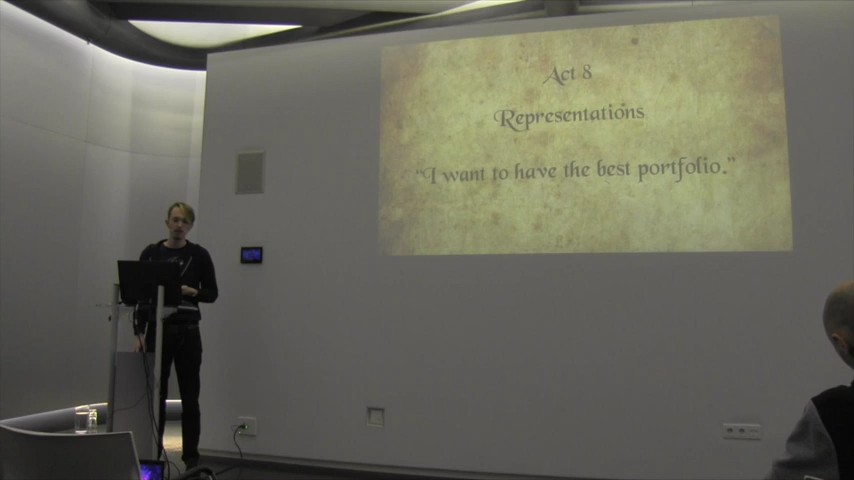 Act 8
Representations
“I want to have the best portfolio.”